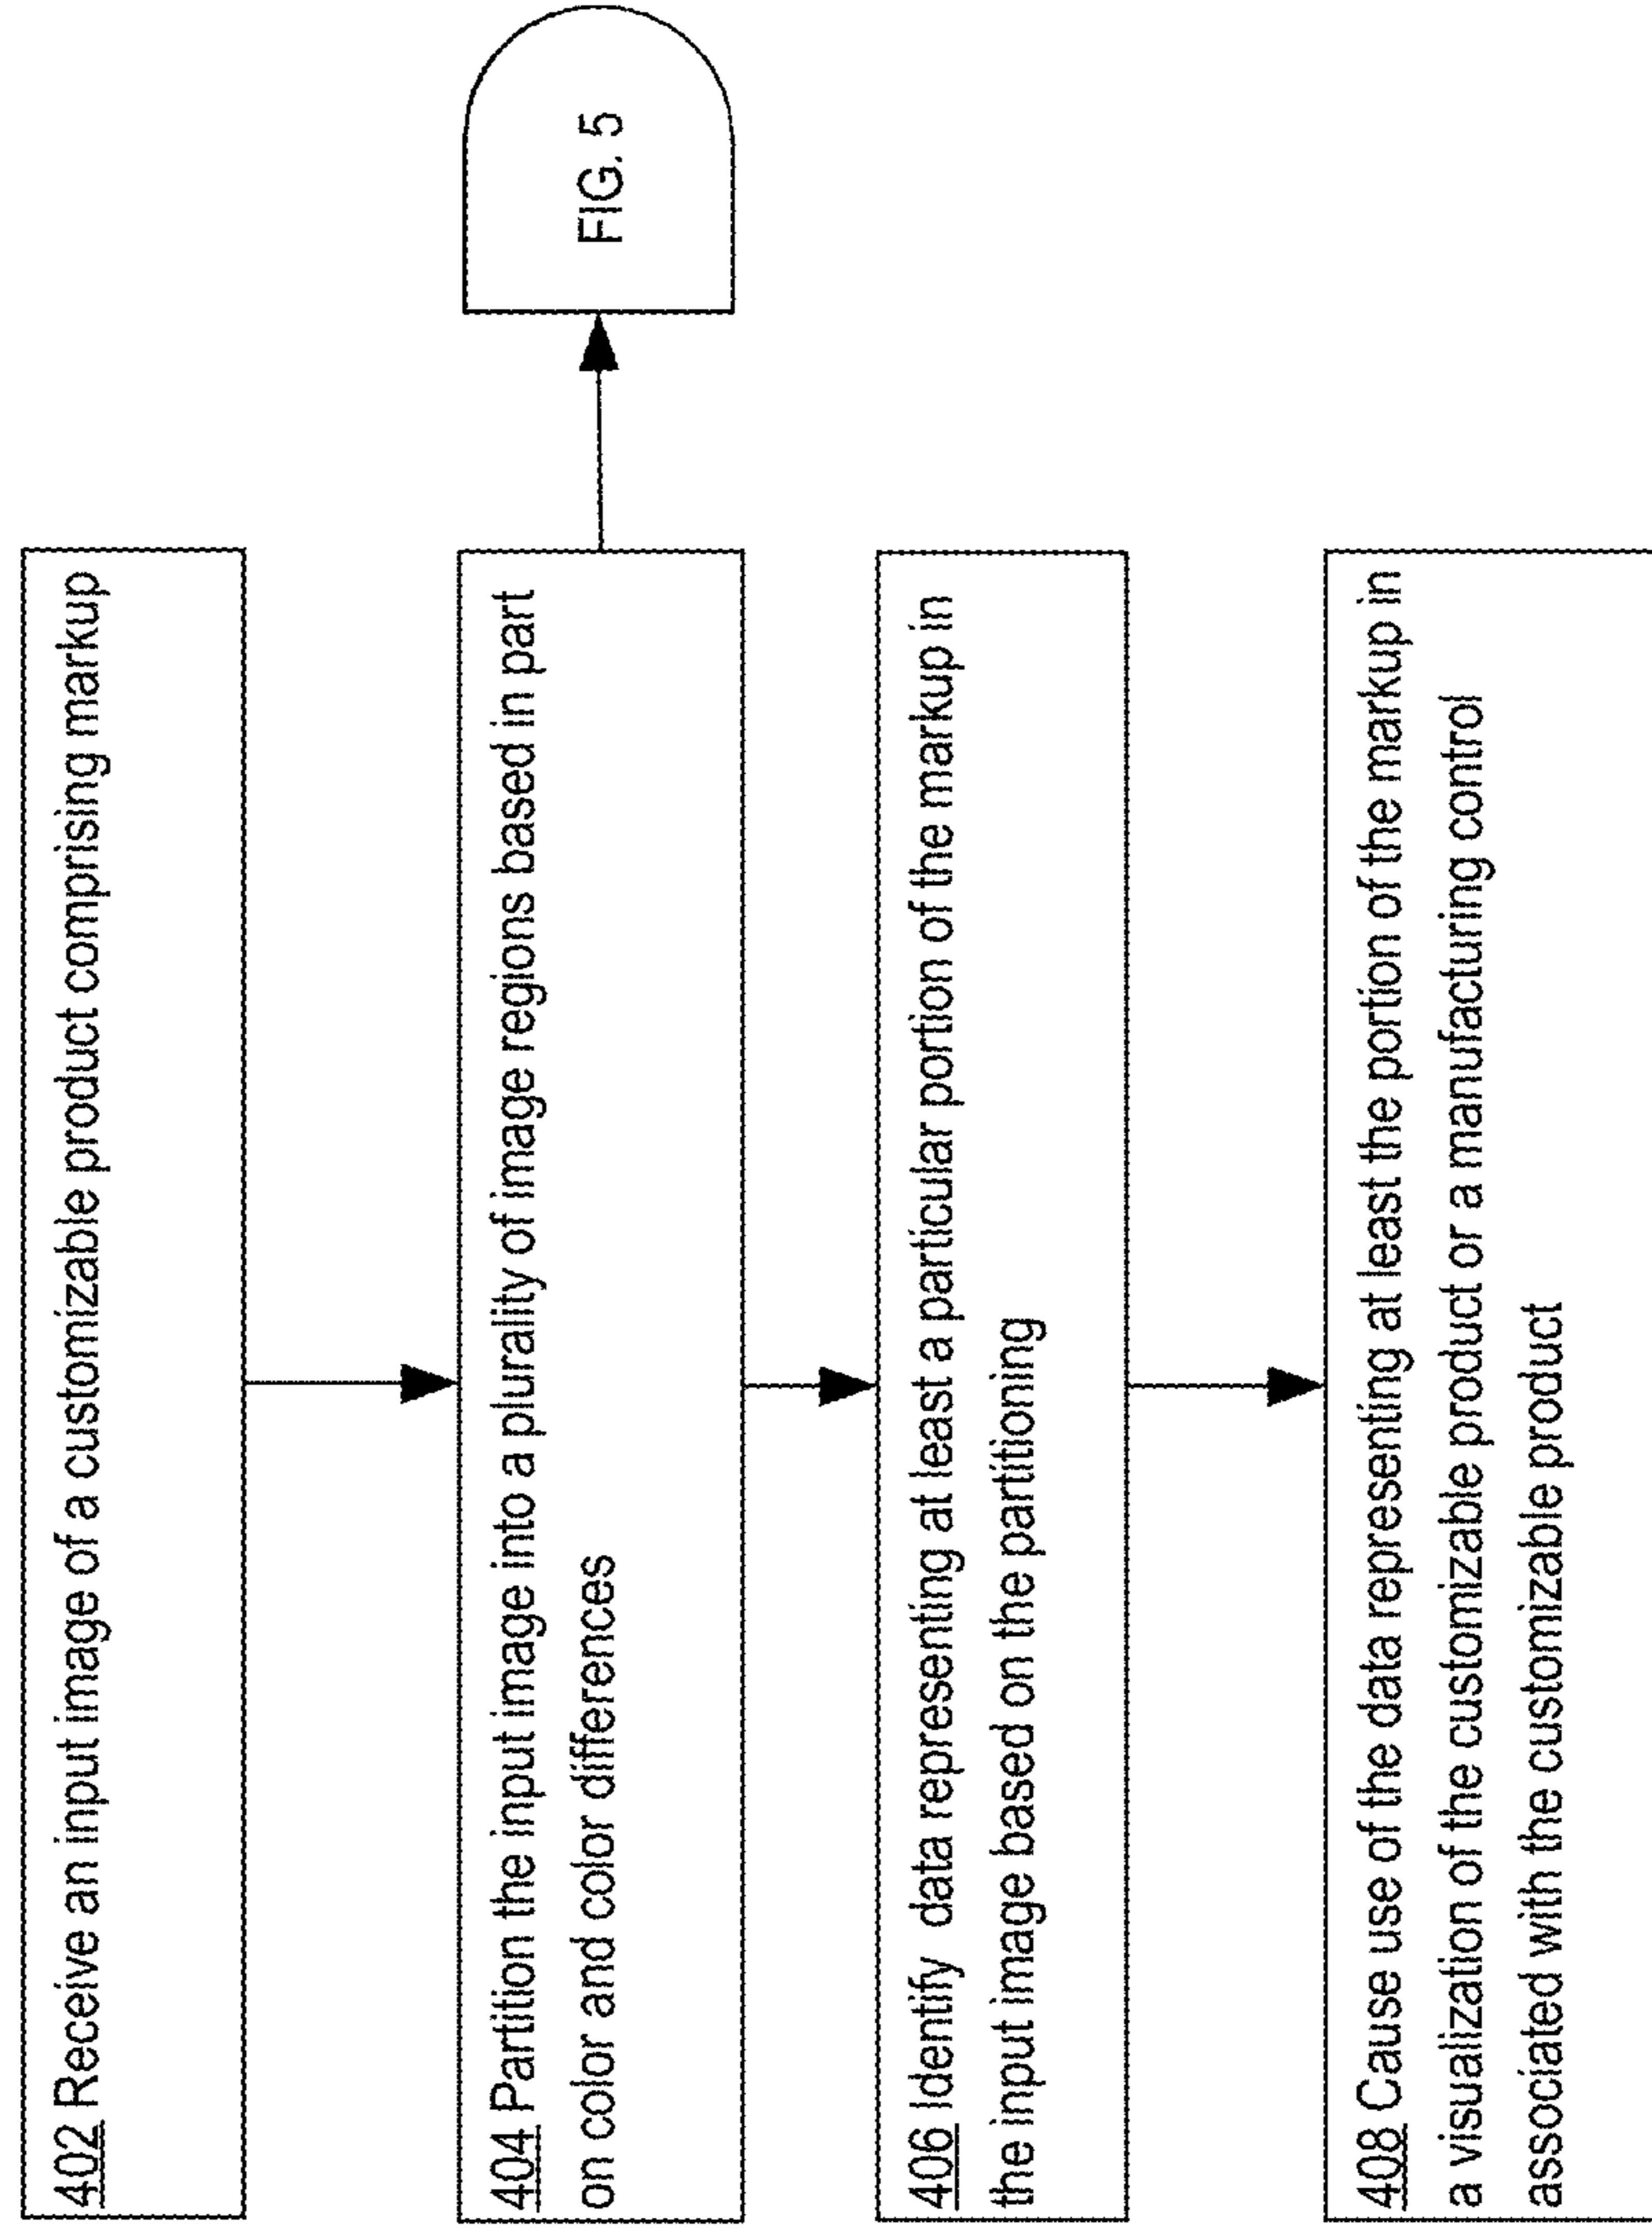 402 Receive an input image of a customizable product comprising markup
404 Partition the input image into a plurality of image regions based in part
on color and color differences
FIG. 5
406 Identify data representing at least a particular portion of the markup in
the input image based on the partitioning
408 Cause use of the data representing at least the portion of the markup in
a visualization of the customizable product or a manufacturing control
associated with the customizable product